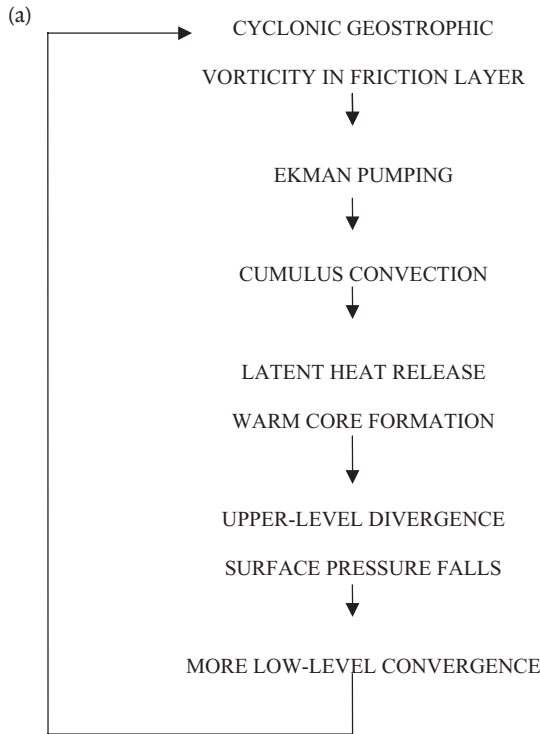 (a)
CYCLONIC GEOSTROPHIC
VORTICITY IN FRICTION LAYER
EKMAN PUMPING
CUMULUS CONVECTION
LATENT HEAT RELEASE
WARM CORE FORMATION
UPPER-LEVEL DIVERGENCE
SURFACE PRESSURE FALLS
MORE LOW-LEVEL CONVERGENCE